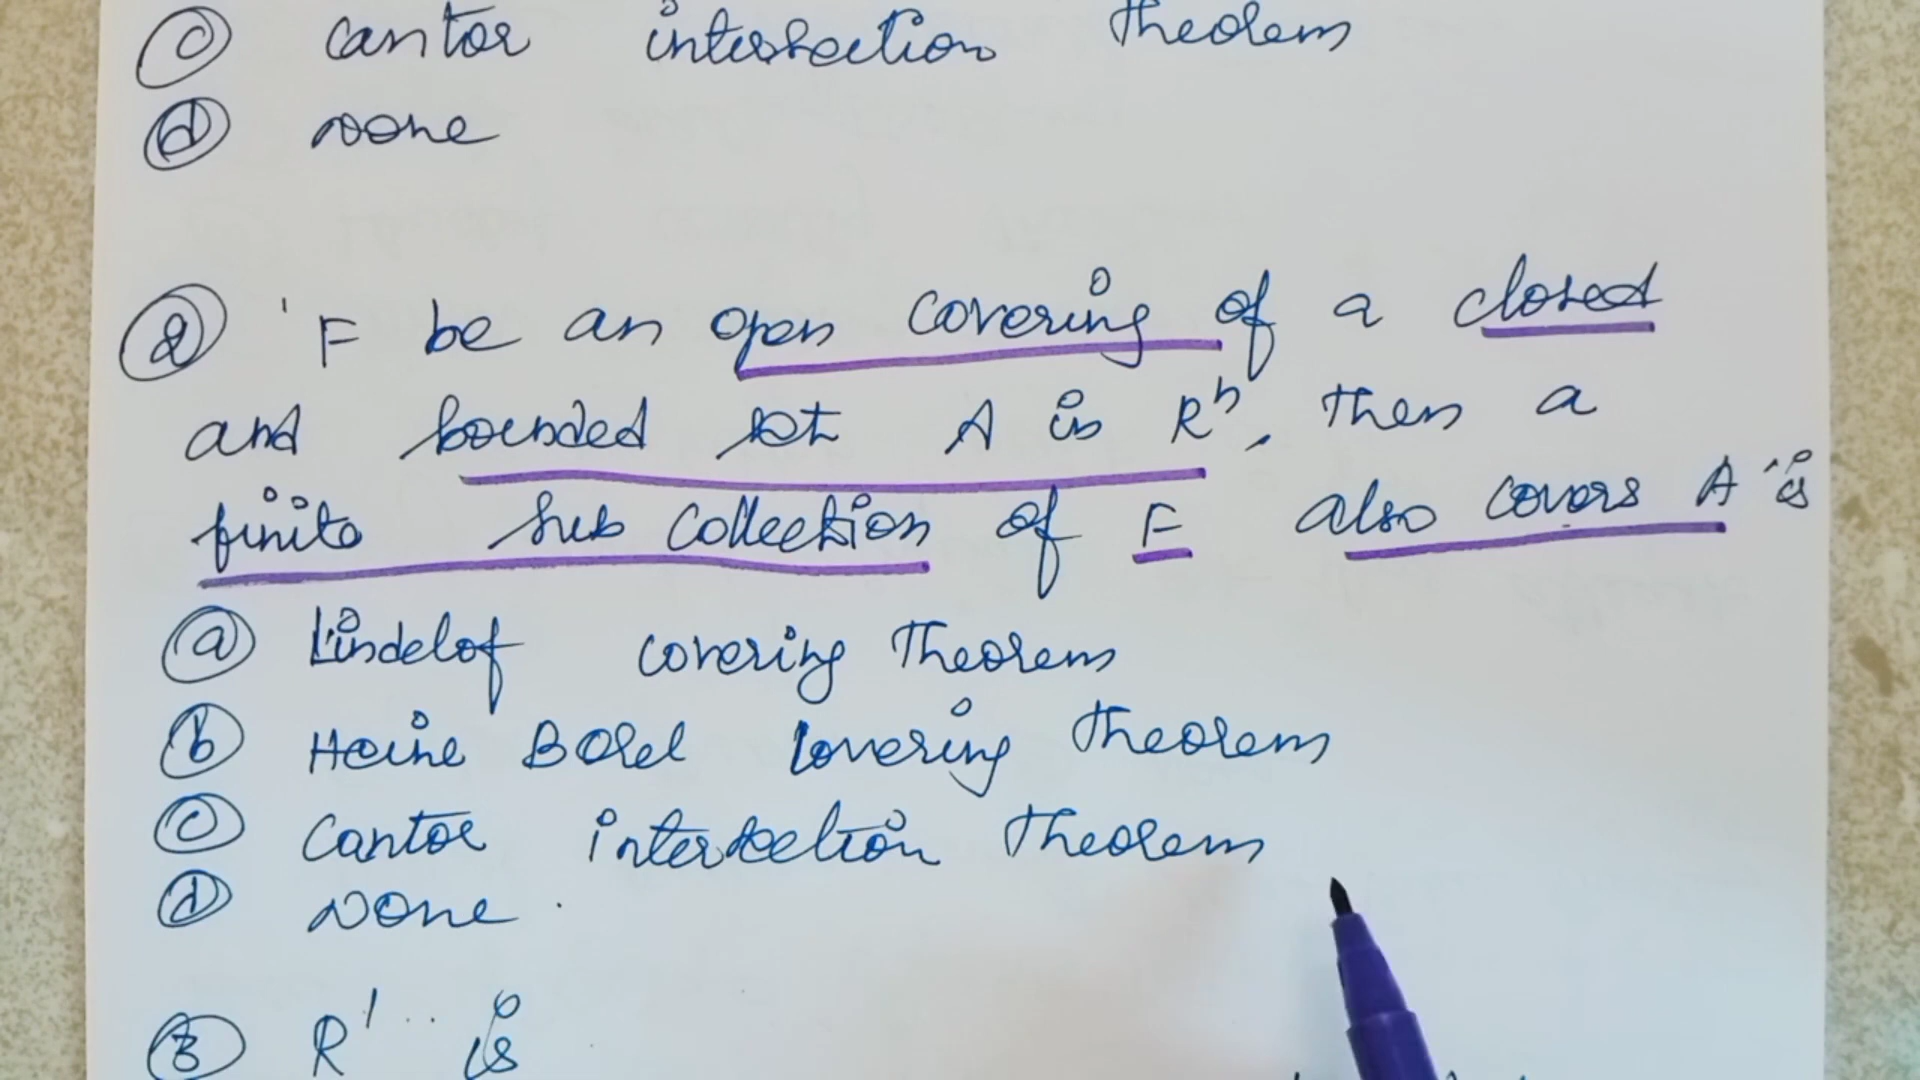 (c) Cantor intersection Theorem
(d) None
(2) 'F be an open covering of a closed
and bounded set A in Rⁿ, then a
finite sub collection of F also covers A' is
(a) Lindelof covering Theorem
(b) Heine Borel covering Theorem
(c) Cantor intersection Theorem
(d) None.
(3) R¹ is